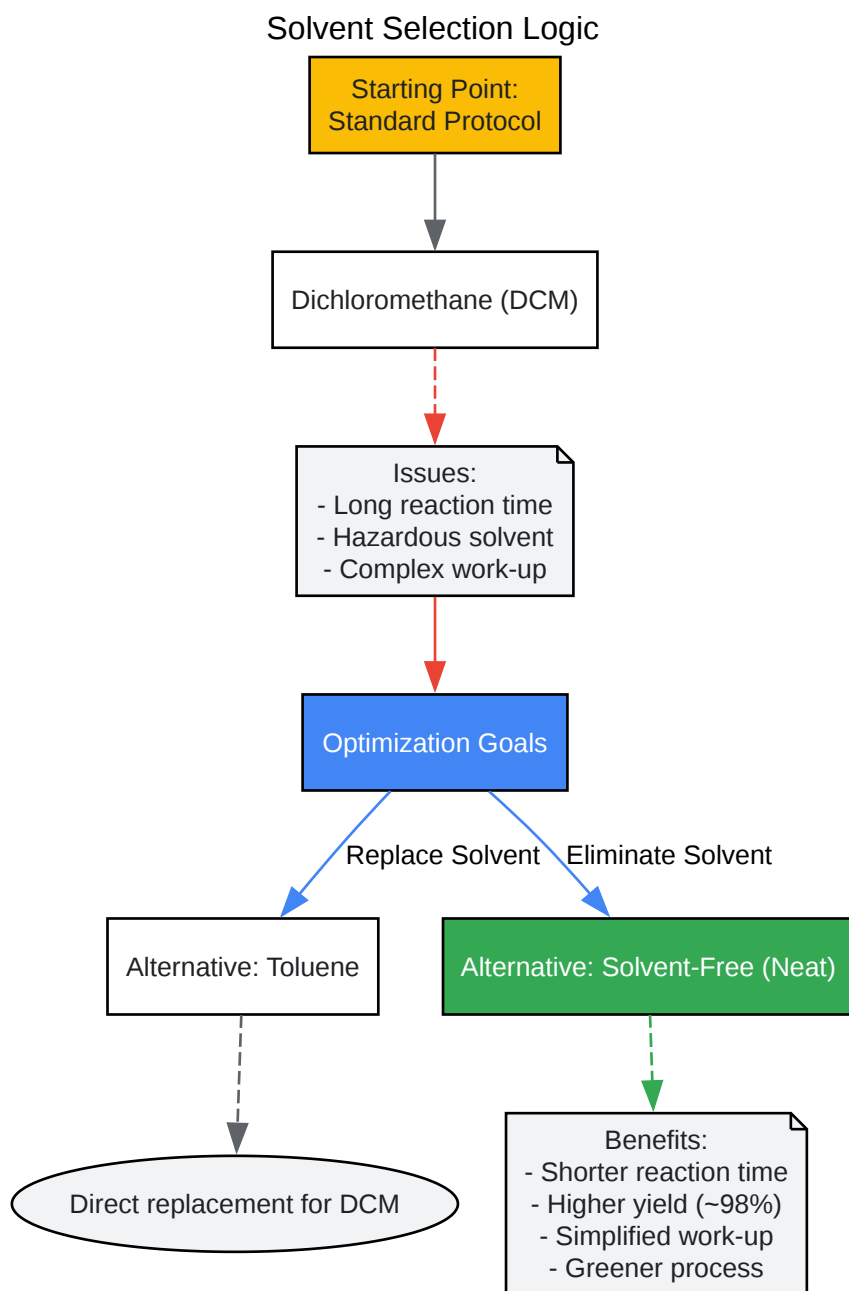 Solvent Selection Logic
Starting Point:
Standard Protocol
Dichloromethane (DCM)
Issues:
- Long reaction time
- Hazardous solvent
- Complex work-up
Optimization Goals
Replace Solvent
Eliminate Solvent
Alternative: Toluene
Alternative: Solvent-Free (Neat)
Direct replacement for DCM
Benefits:
- Shorter reaction time
- Higher yield (~98%)
- Simplified work-up
- Greener process